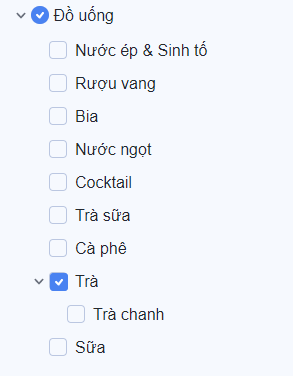 Đồ uống
Nước ép & Sinh tố
Rượu vang
Bia
Nước ngọt
Cocktail
Trà sữa
Cà phê
Trà
Trà chanh
Sữa